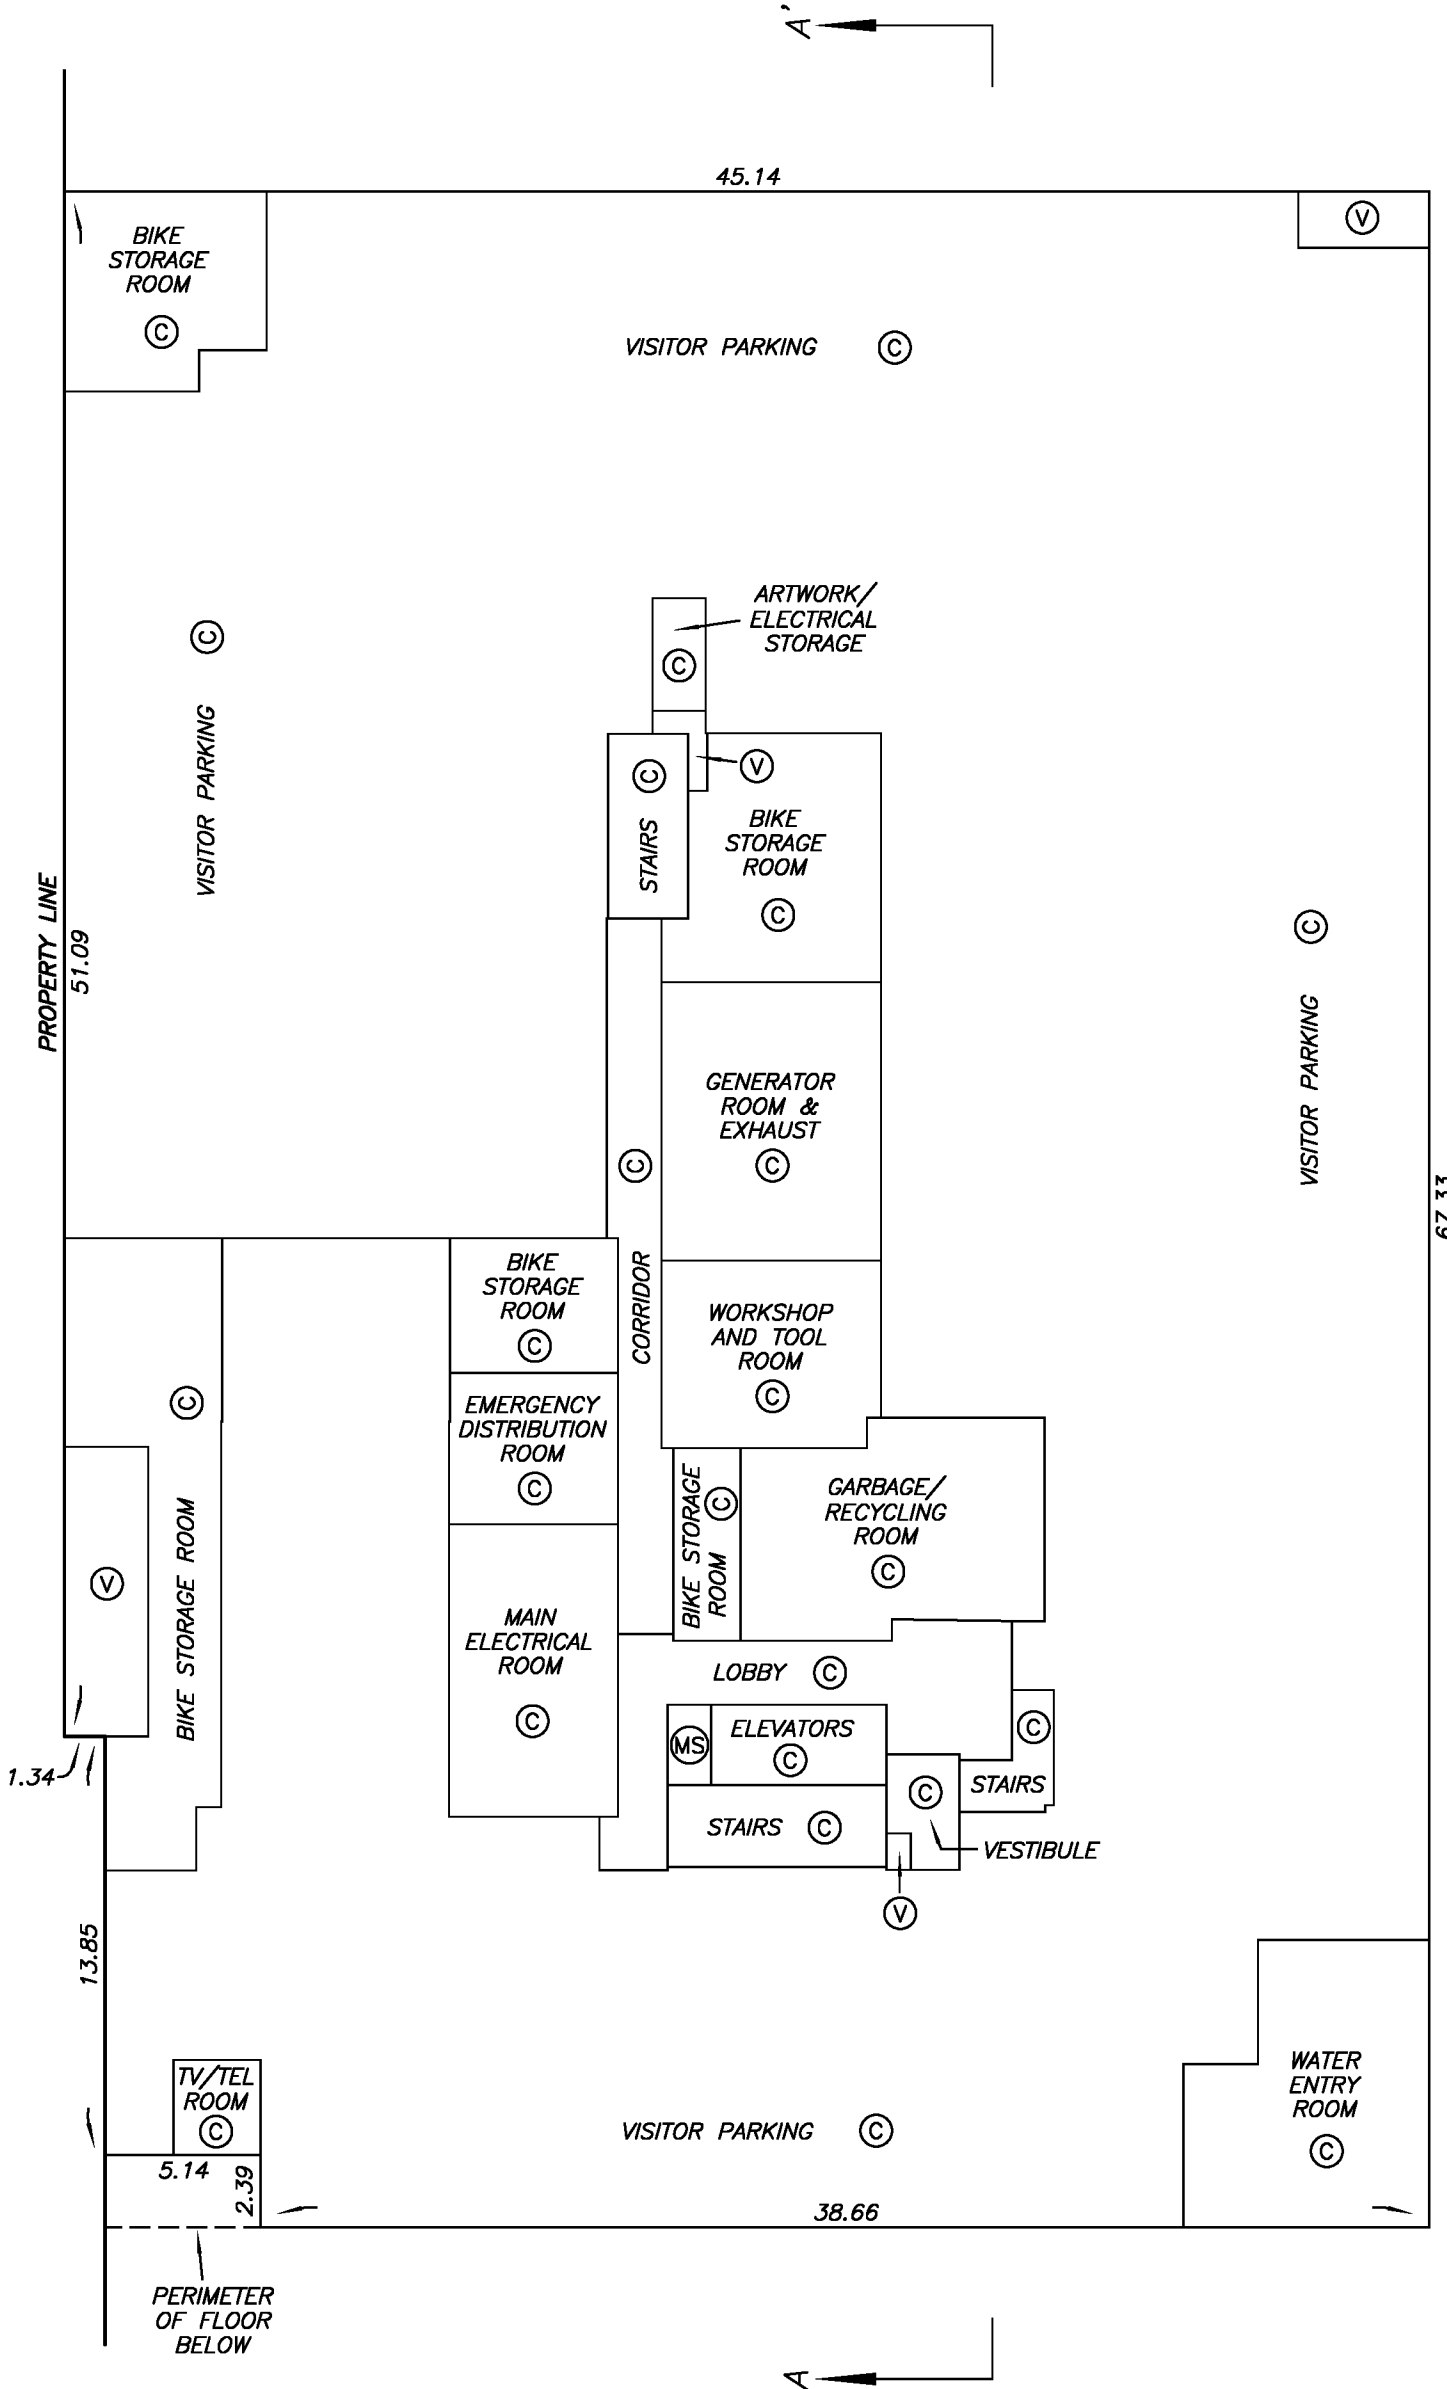 A'
45.14
BIKE
STORAGE
ROOM
C
V
VISITOR PARKING C
ARTWORK/
ELECTRICAL
STORAGE
C
VISITOR PARKING C
STAIRS C
V
BIKE
STORAGE
ROOM
C
PROPERTY LINE
51.09
VISITOR PARKING C
67.33
GENERATOR
ROOM &
EXHAUST
C
CORRIDOR C
BIKE
STORAGE
ROOM
C
WORKSHOP
AND TOOL
ROOM
C
EMERGENCY
DISTRIBUTION
ROOM
C
BIKE STORAGE ROOM C
V
BIKE STORAGE
ROOM C
GARBAGE/
RECYCLING
ROOM
C
MAIN
ELECTRICAL
ROOM
C
LOBBY C
MS
ELEVATORS
C
C
STAIRS
C
1.34
STAIRS C
VESTIBULE
V
13.85
TV/TEL
ROOM
C
WATER
ENTRY
ROOM
C
VISITOR PARKING C
5.14
2.39
38.66
PERIMETER
OF FLOOR
BELOW
A